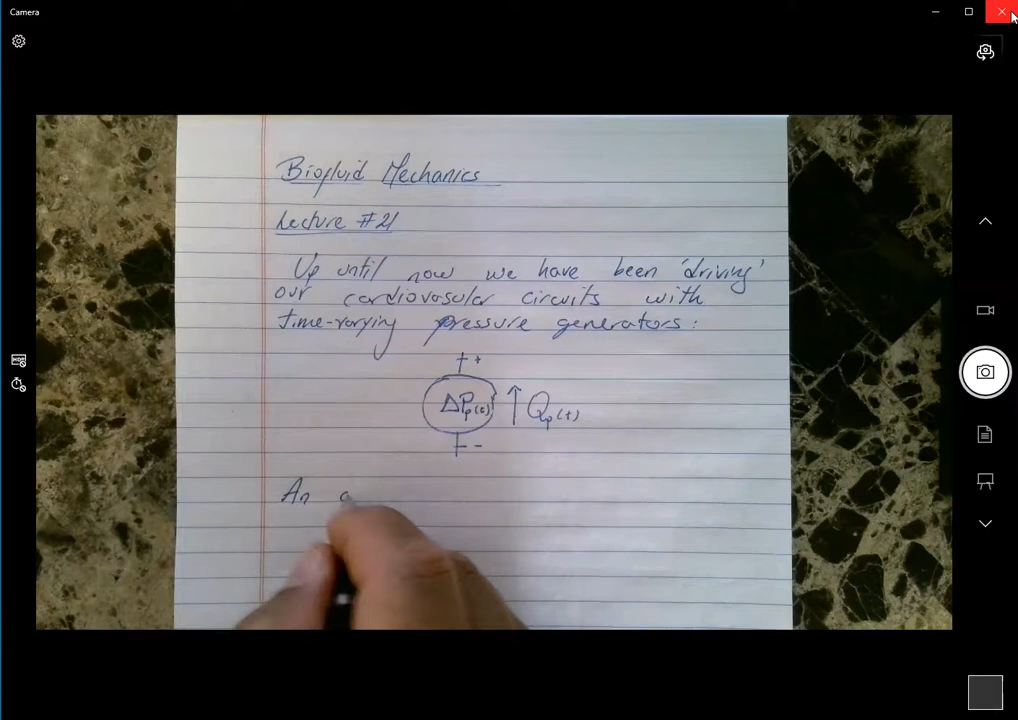 Camera
Biofluid Mechanics
Lecture #21
Up until now we have been 'driving'
our cardiovasular circuits with
time-varying pressure generators:
+
ΔPp(t) ↑ Qp(t)
-
An